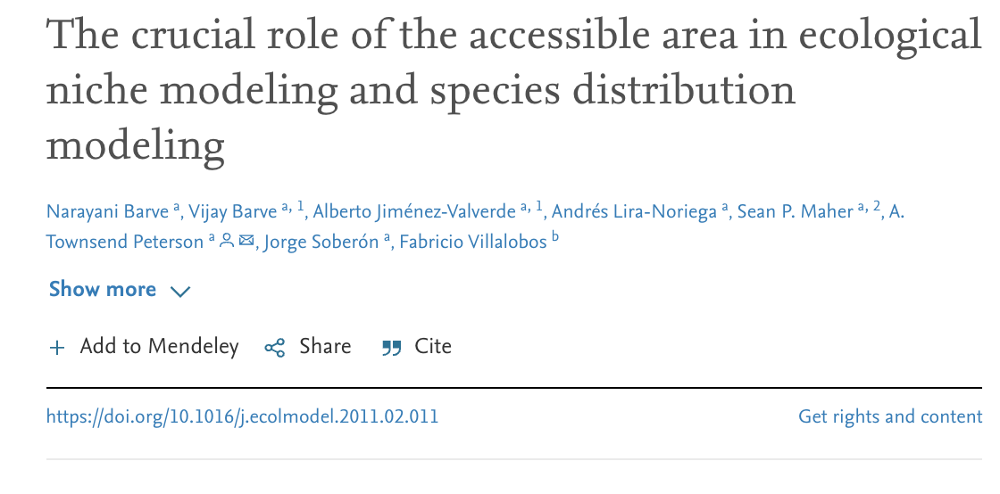 The crucial role of the accessible area in ecological
niche modeling and species distribution
modeling
Narayani Barve a, Vijay Barve a, 1, Alberto Jiménez-Valverde a, 1, Andrés Lira-Noriega a, Sean P. Maher a, 2, A.
Townsend Peterson a, Jorge Soberón a, Fabricio Villalobos b
Show more
Add to Mendeley Share Cite
https://doi.org/10.1016/j.ecolmodel.2011.02.011 Get rights and content